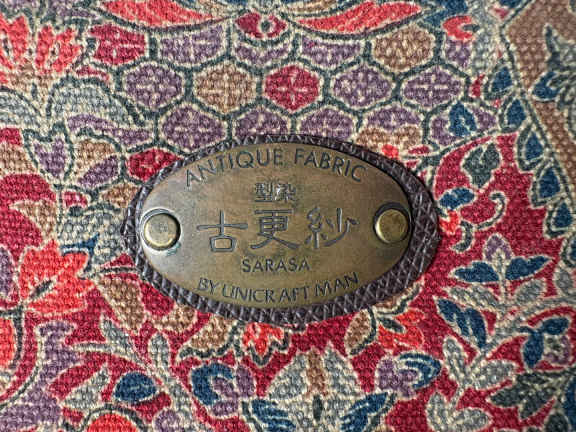 ANTIQUE FABRIC
型染
古更紗
SARASA
BY UNICRAFT MAN